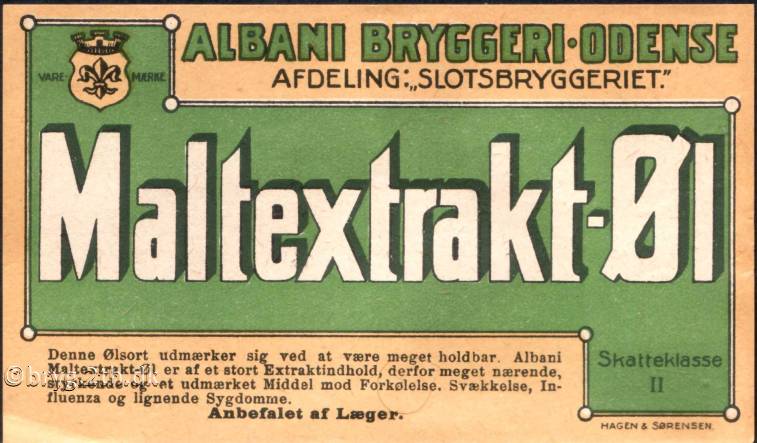 ALBANI BRYGGERI·ODENSE
AFDELING: „SLOTSBRYGGERIET."
VARE- MÆRKE
Maltextrakt-Øl
Denne Ølsort udmærker sig ved at være meget holdbar. Albani
Maltextrakt-Øl er af et stort Extraktindhold, derfor meget nærende,
styrkende og et udmærket Middel mod Forkølelse. Svækkelse, In-
fluenza og lignende Sygdomme.
Anbefalet af Læger.
Skatteklasse
II
HAGEN & SØRENSEN.